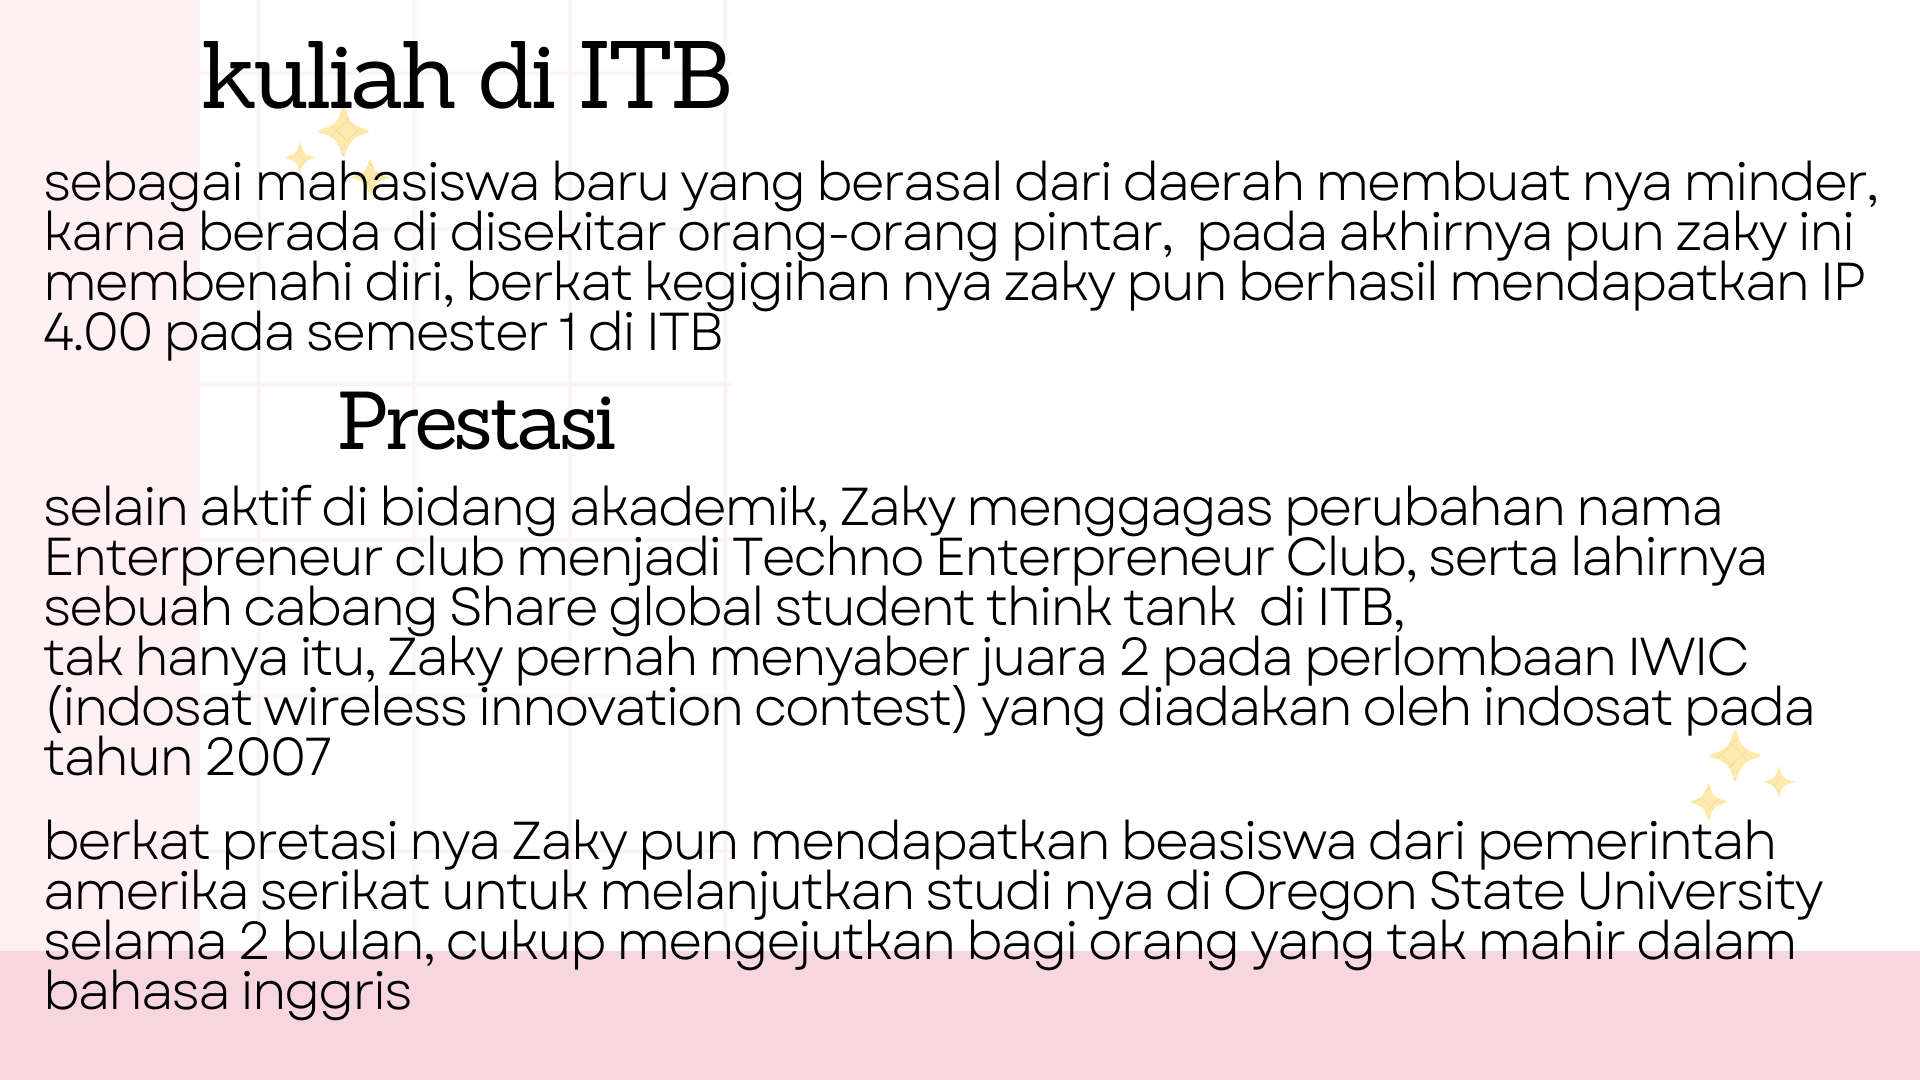 kuliah di ITB
sebagai mahasiswa baru yang berasal dari daerah membuat nya minder,
karna berada di disekitar orang-orang pintar,  pada akhirnya pun zaky ini
membenahi diri, berkat kegigihan nya zaky pun berhasil mendapatkan IP
4.00 pada semester 1 di ITB
Prestasi
selain aktif di bidang akademik, Zaky menggagas perubahan nama
Enterpreneur club menjadi Techno Enterpreneur Club, serta lahirnya
sebuah cabang Share global student think tank  di ITB,
tak hanya itu, Zaky pernah menyaber juara 2 pada perlombaan IWIC
(indosat wireless innovation contest) yang diadakan oleh indosat pada
tahun 2007
berkat pretasi nya Zaky pun mendapatkan beasiswa dari pemerintah
amerika serikat untuk melanjutkan studi nya di Oregon State University
selama 2 bulan, cukup mengejutkan bagi orang yang tak mahir dalam
bahasa inggris